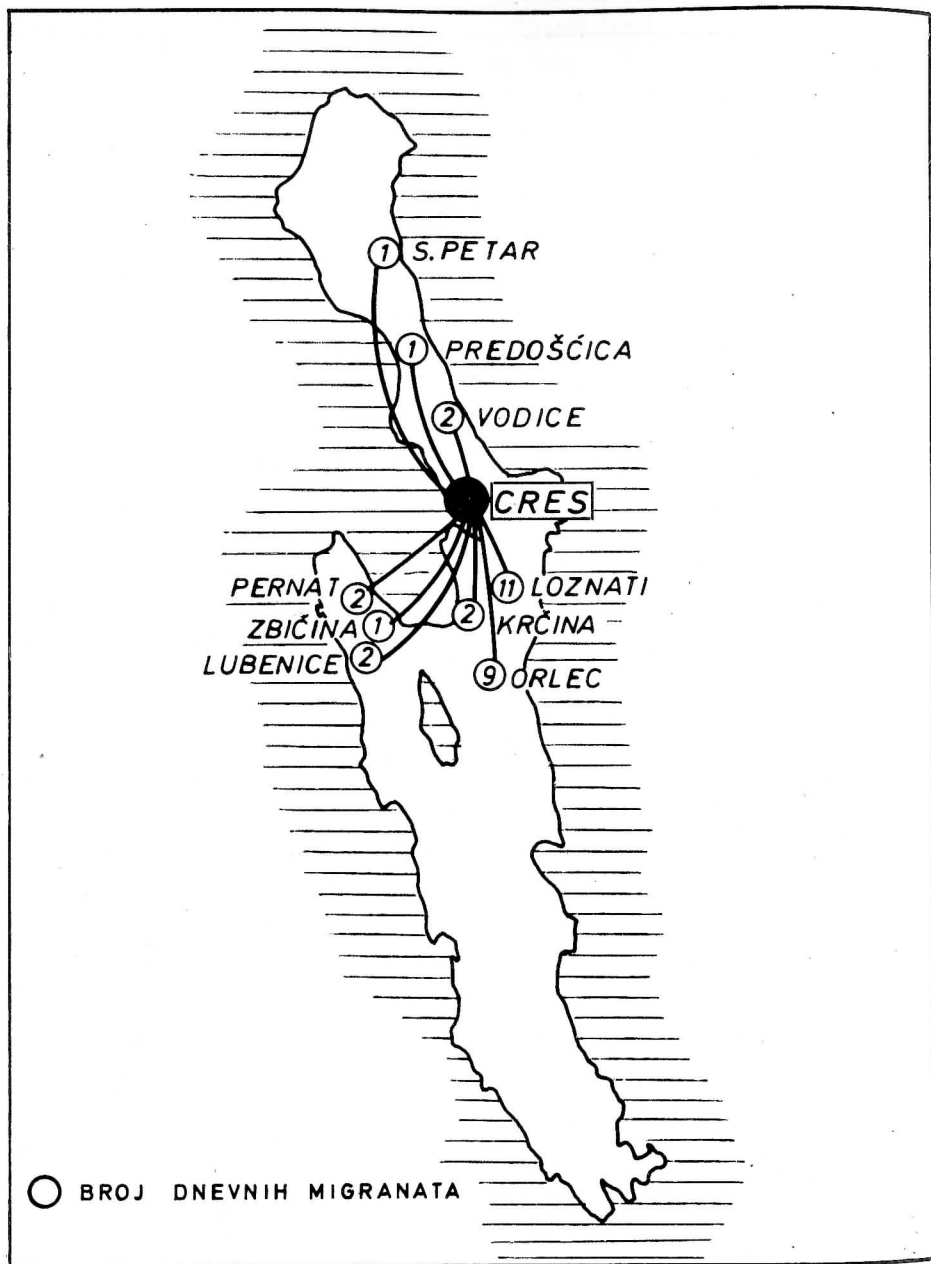 1 S.PETAR
1 PREDOŠĆICA
2 VODICE
CRES
PERNAT 2
11 LOZNATI
ZBIČINA 1
2 KRČINA
LUBENICE 2
9 ORLEC
BROJ DNEVNIH MIGRANATA